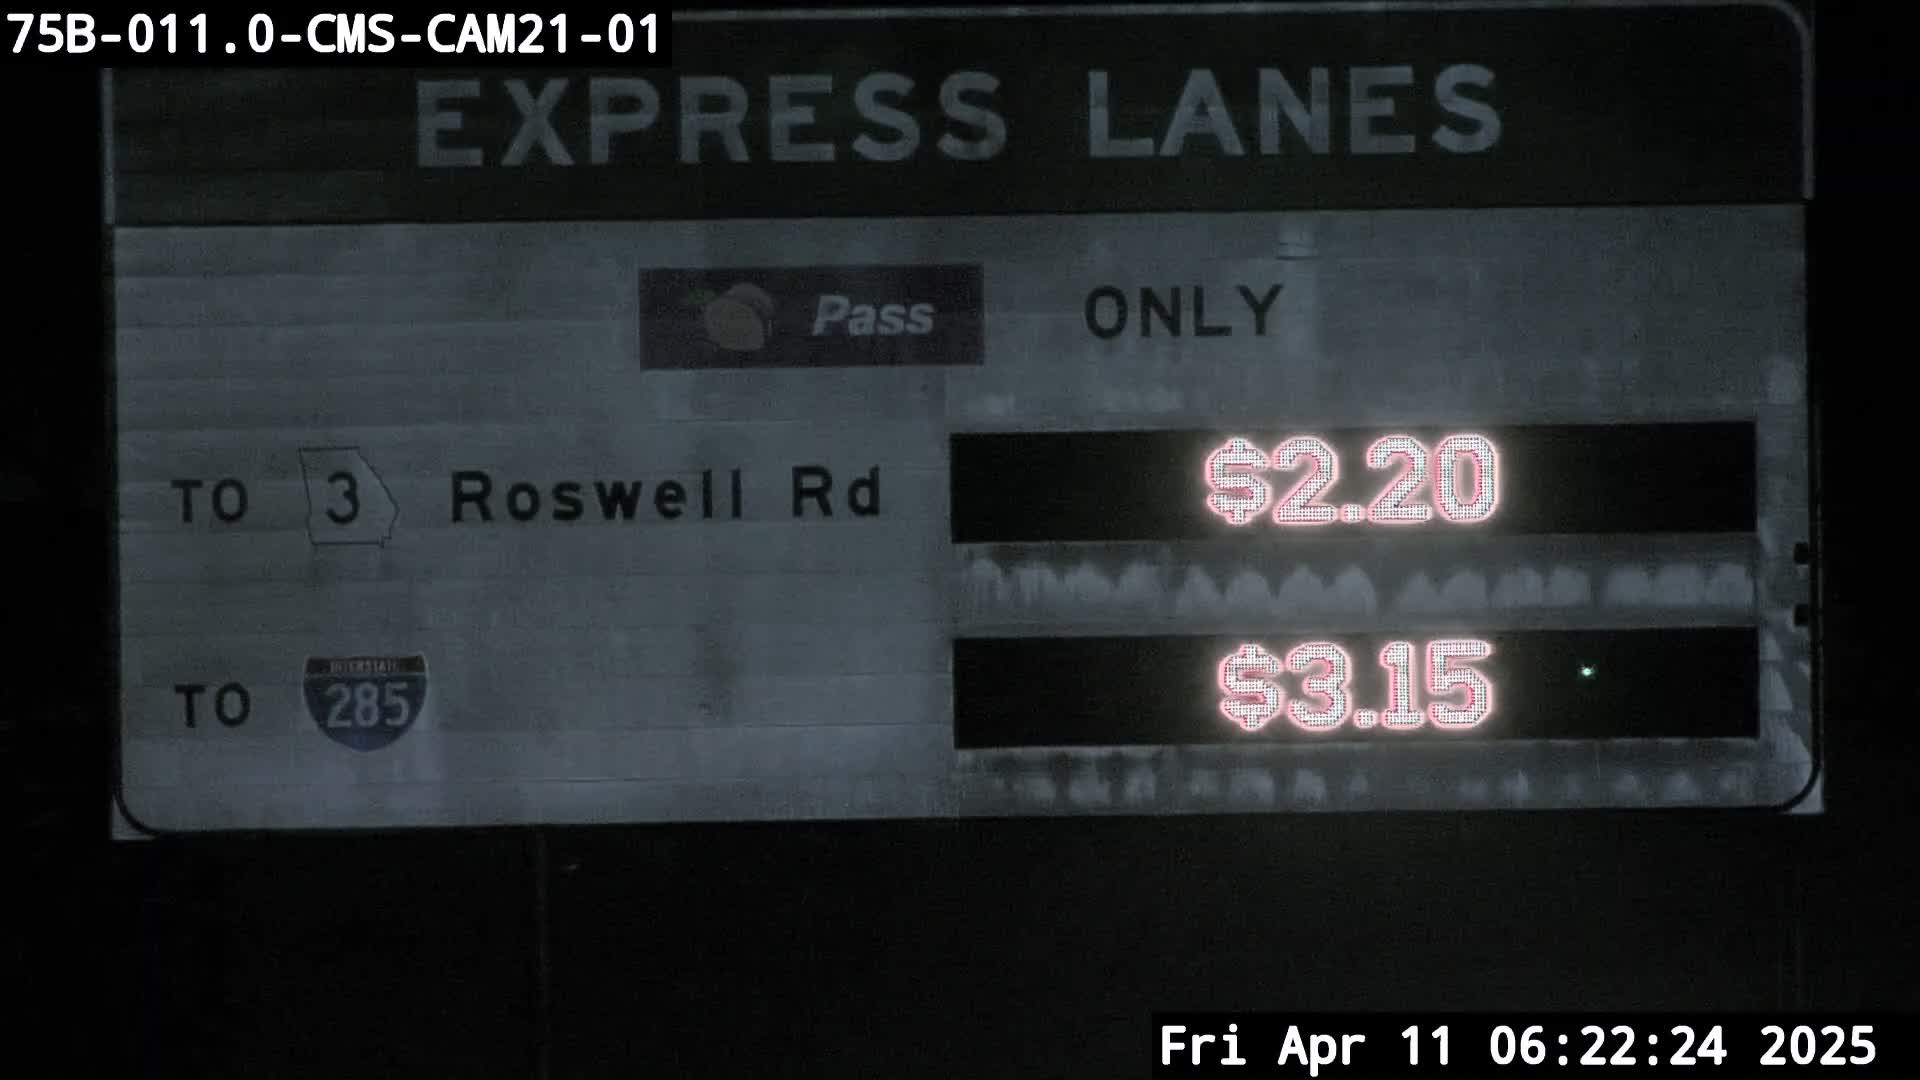 75B-011.0-CMS-CAM21-01
EXPRESS LANES
Pass ONLY
TO 3 Roswell Rd $2.20
INTERSTATE
TO 285 $3.15
Fri Apr 11 06:22:24 2025